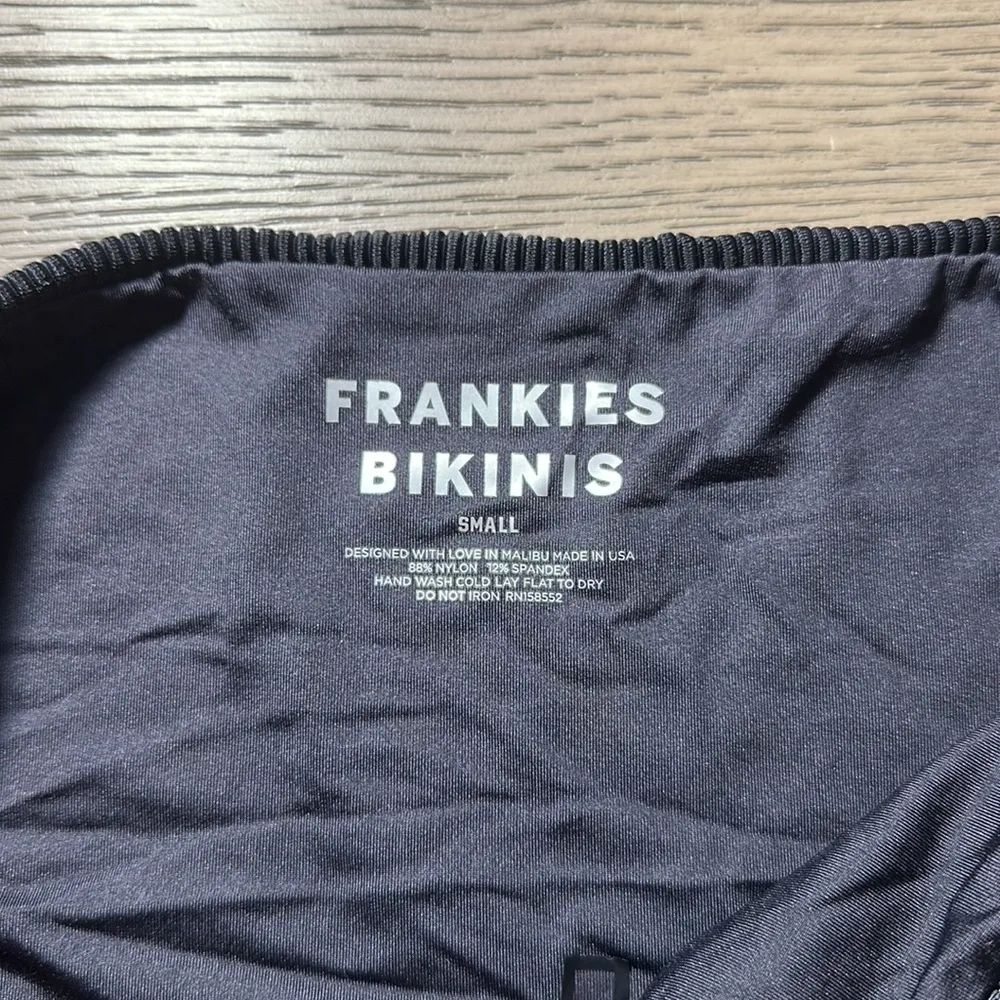 FRANKIES
BIKINIS
SMALL
DESIGNED WITH LOVE IN MALIBU MADE IN USA
88% NYLON 12% SPANDEX
HAND WASH COLD LAY FLAT TO DRY
DO NOT IRON RN158552